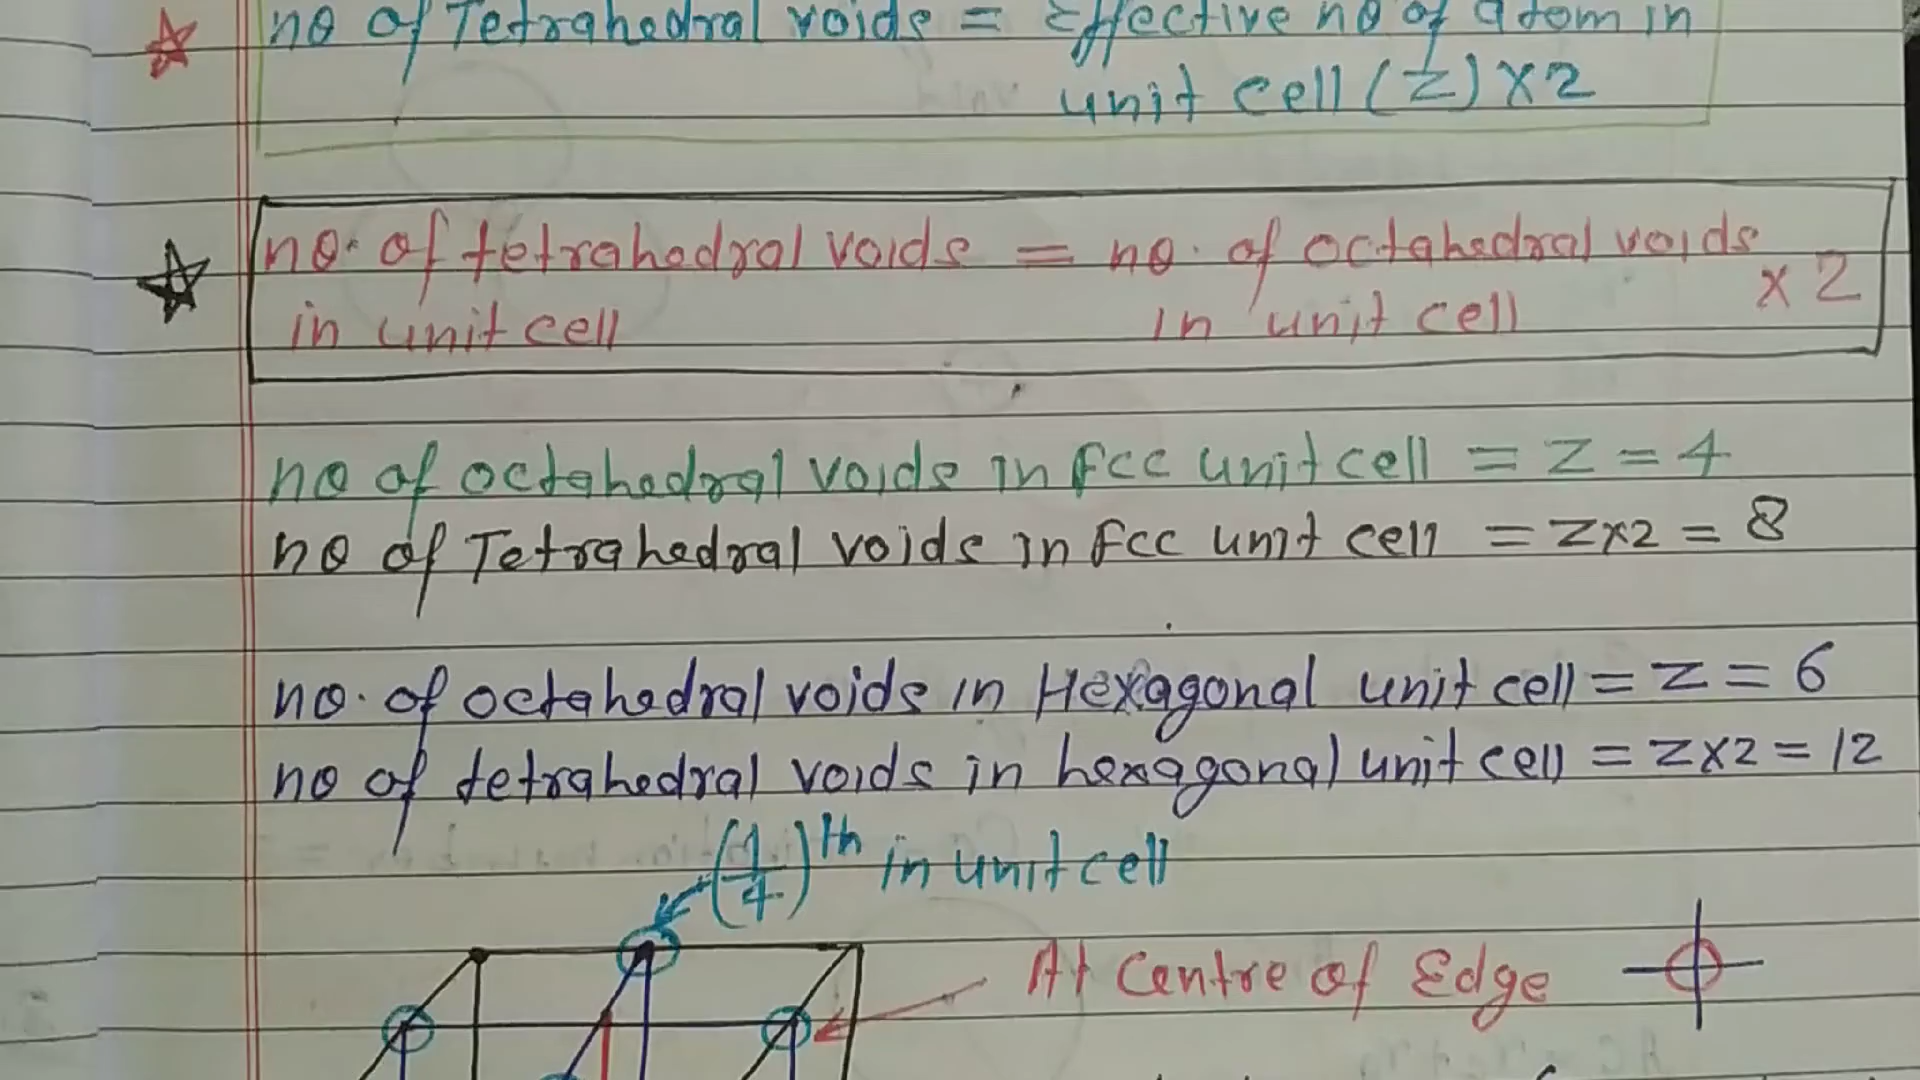 no of Tetrahedral voids = Effective no of atom in
unit cell (Z) × 2
no. of tetrahedral voids = no. of octahedral voids × 2
in unit cell in unit cell
no of octahedral voids in Fcc unit cell = Z = 4
no of Tetrahedral voids in Fcc unit cell = Z×2 = 8
no. of octahedral voids in Hexagonal unit cell = Z = 6
no of tetrahedral voids in hexagonal unit cell = Z×2 = 12
(1/4)th in unit cell
At Centre of Edge